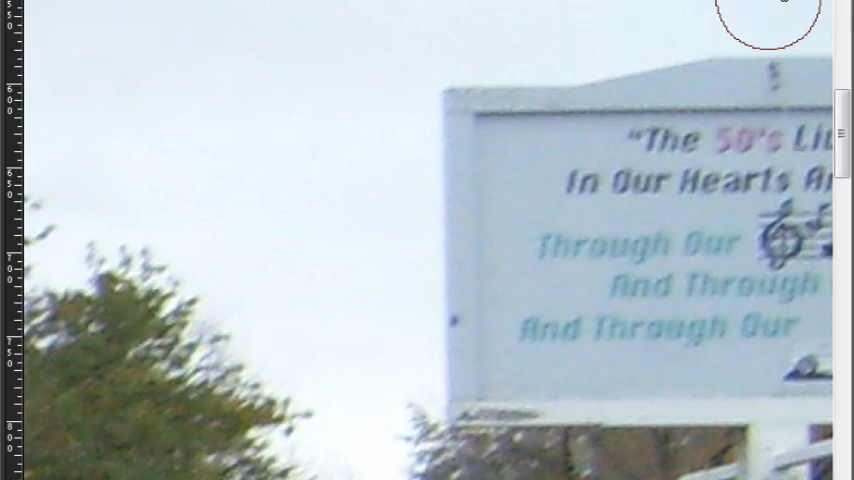 "The 50's
In Our Hearts
Through Our
And Through
And Through Our